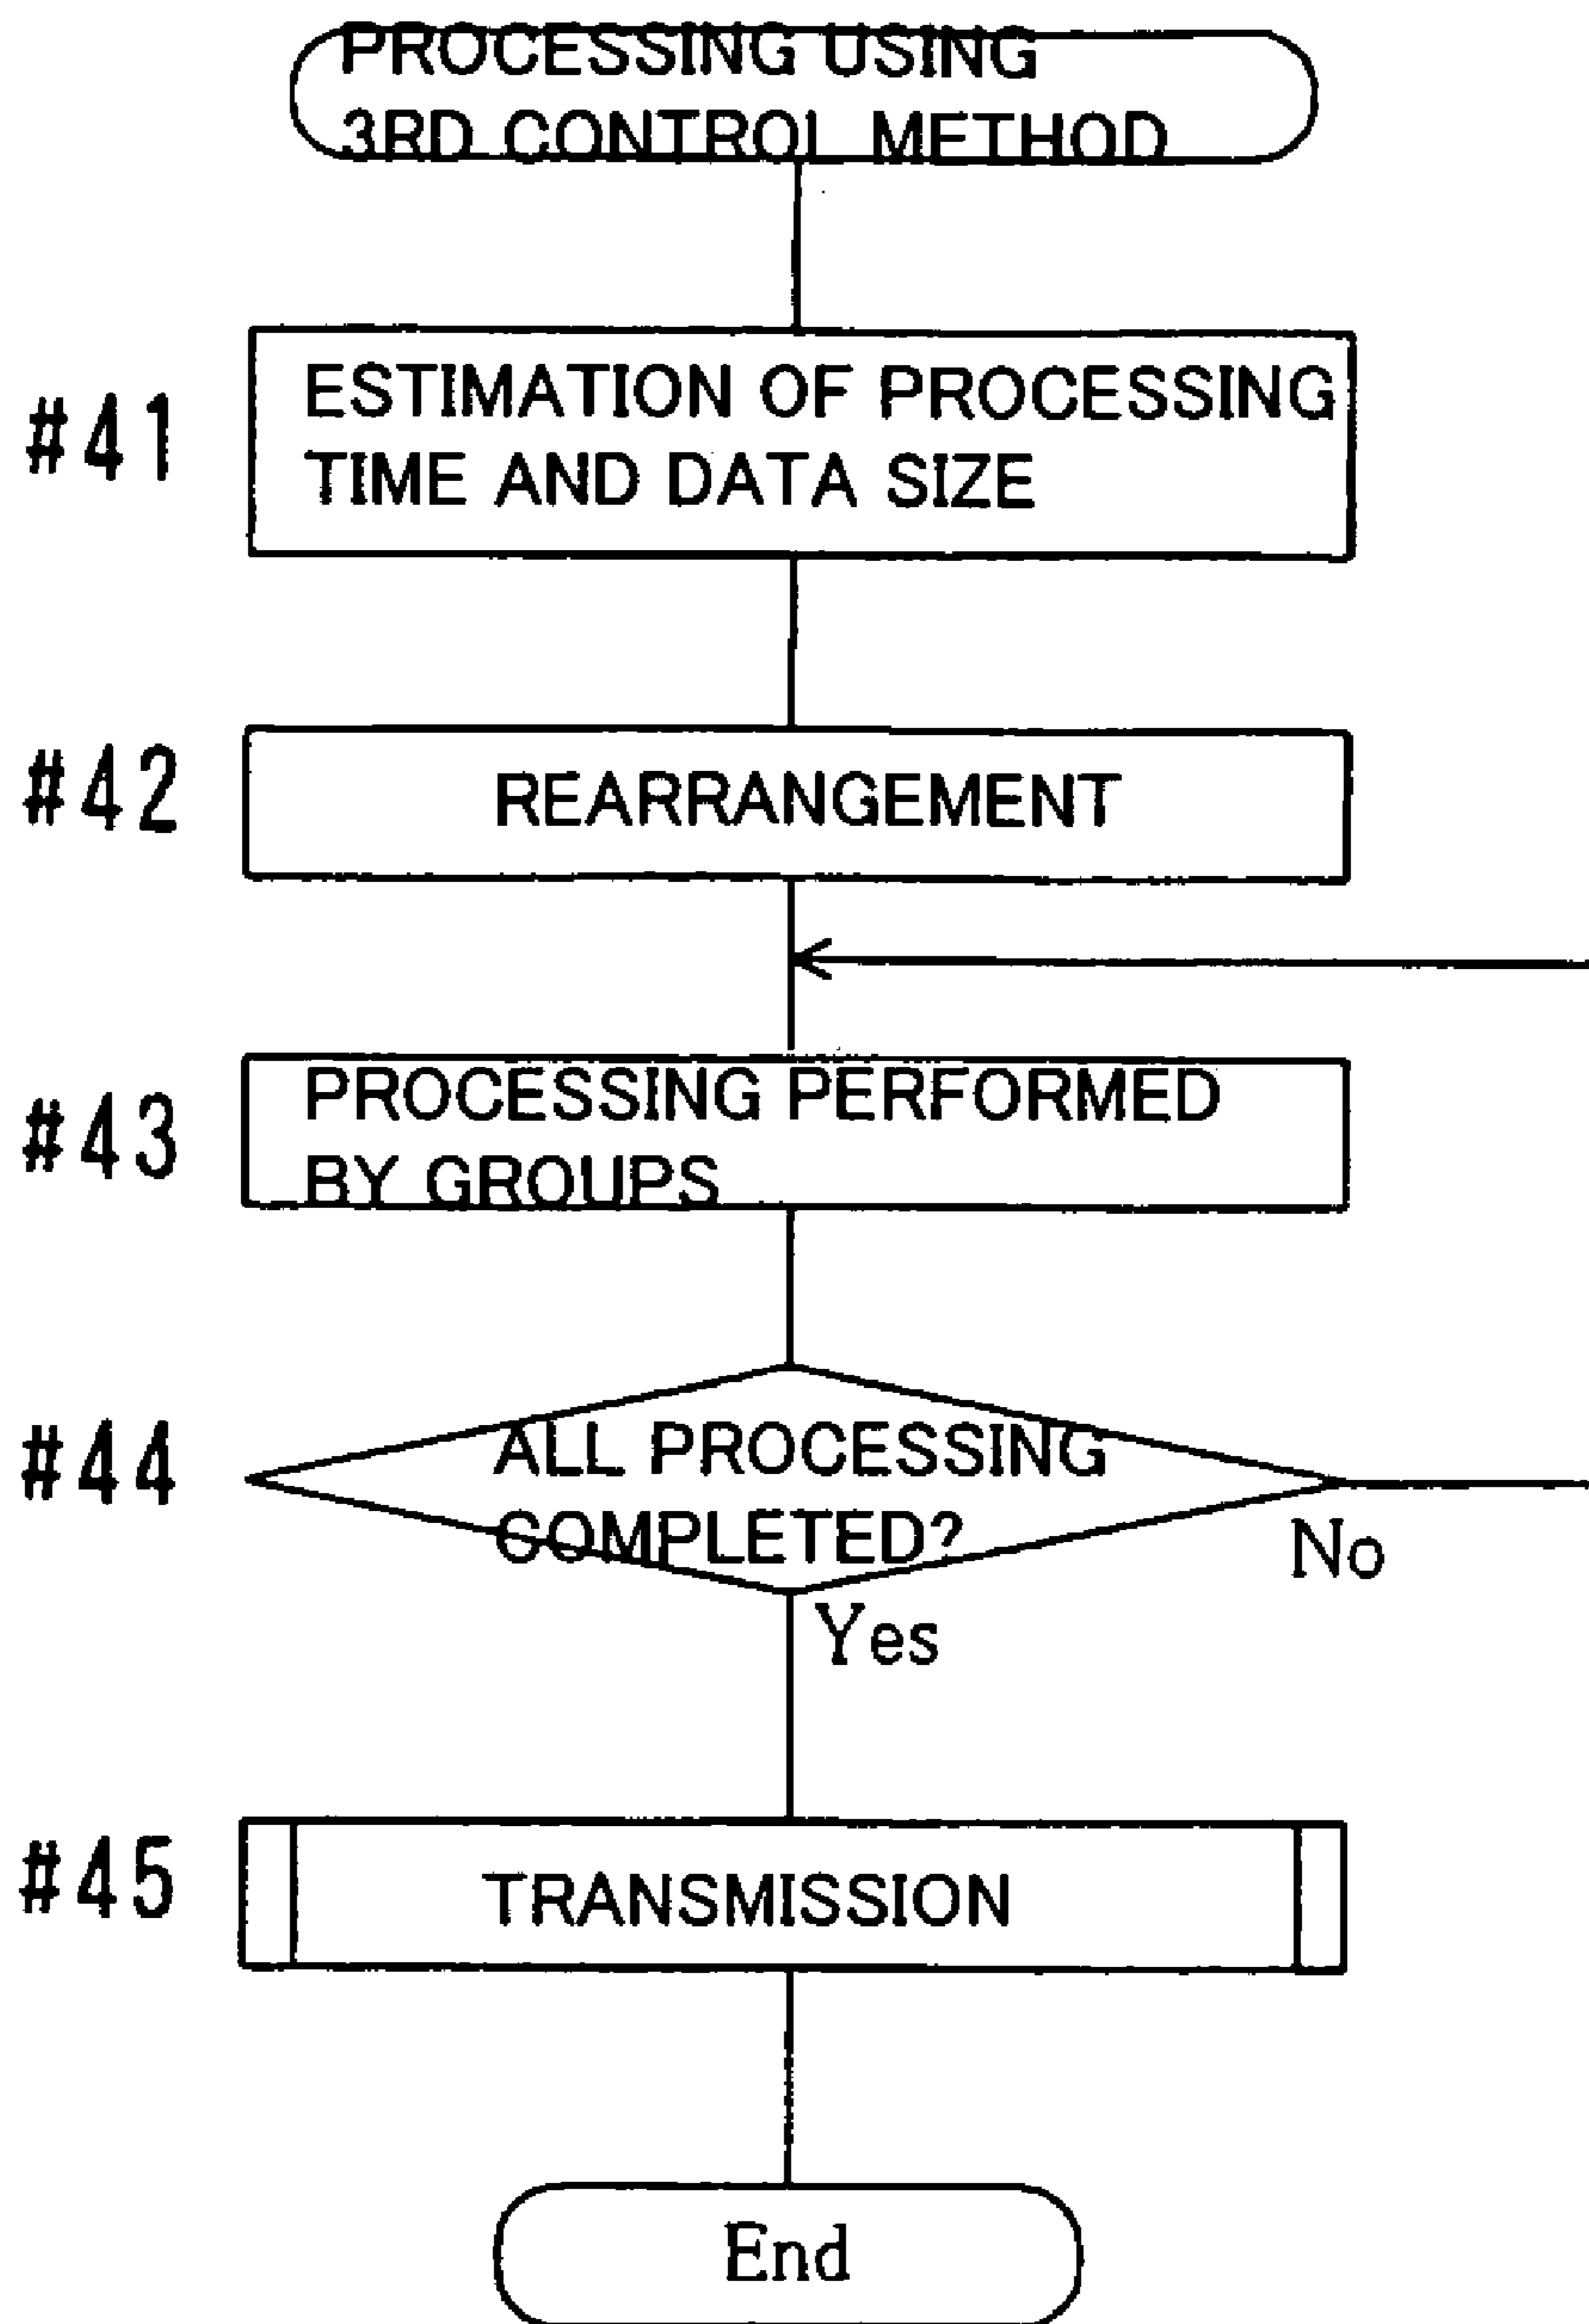 PROCESSING USING
3RD CONTROL METHOD
#41
ESTIMATION OF PROCESSING
TIME AND DATA SIZE
#42
REARRANGEMENT
#43
PROCESSING PERFORMED
BY GROUPS
#44
ALL PROCESSING
COMPLETED?
No
Yes
#45
TRANSMISSION
End